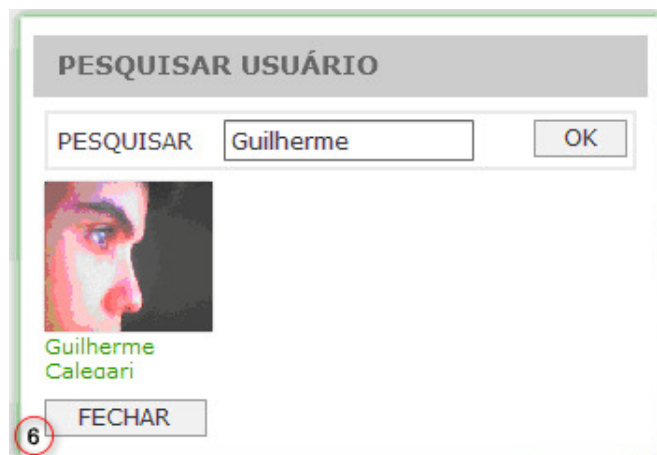 PESQUISAR USUÁRIO
PESQUISAR Guilherme OK
Guilherme
Calegari
FECHAR
6